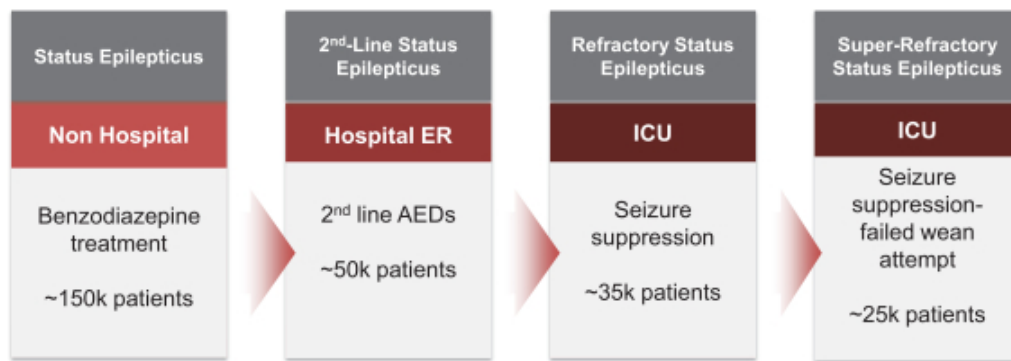 Status Epilepticus
Non Hospital
Benzodiazepine
treatment
~150k patients
2nd-Line Status
Epilepticus
Hospital ER
2nd line AEDs
~50k patients
Refractory Status
Epilepticus
ICU
Seizure
suppression
~35k patients
Super-Refractory
Status Epilepticus
ICU
Seizure
suppression-
failed wean
attempt
~25k patients